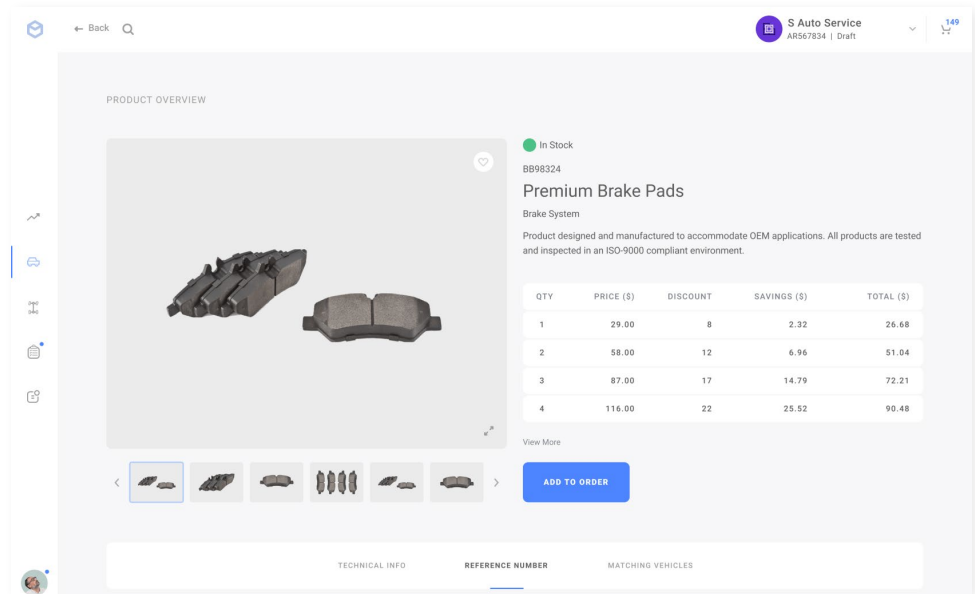 ← Back
S Auto Service
AR567834 | Draft
149
PRODUCT OVERVIEW
In Stock
BB98324
Premium Brake Pads
Brake System
Product designed and manufactured to accommodate OEM applications. All products are tested
and inspected in an ISO-9000 compliant environment.
QTY PRICE ($) DISCOUNT SAVINGS ($) TOTAL ($)
1 29.00 8 2.32 26.68
2 58.00 12 6.96 51.04
3 87.00 17 14.79 72.21
4 116.00 22 25.52 90.48
View More
ADD TO ORDER
TECHNICAL INFO REFERENCE NUMBER MATCHING VEHICLES